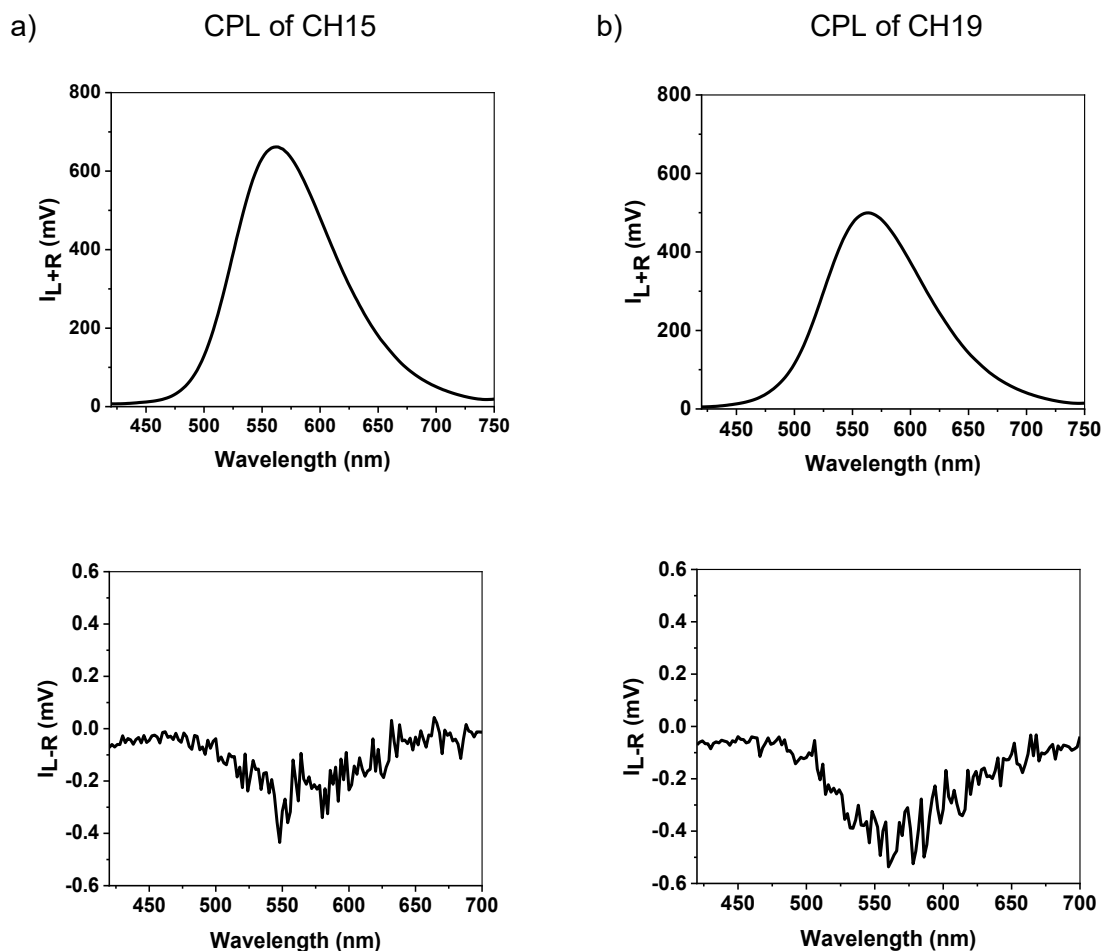 a) CPL of CH15
b) CPL of CH19
800
600
400
200
0
I_{L+R} (mV)
450 500 550 600 650 700 750
Wavelength (nm)
800
600
400
200
0
I_{L+R} (mV)
450 500 550 600 650 700 750
Wavelength (nm)
0.6
0.4
0.2
0.0
-0.2
-0.4
-0.6
I_{L-R} (mV)
450 500 550 600 650 700
Wavelength (nm)
0.6
0.4
0.2
0.0
-0.2
-0.4
-0.6
I_{L-R} (mV)
450 500 550 600 650 700
Wavelength (nm)